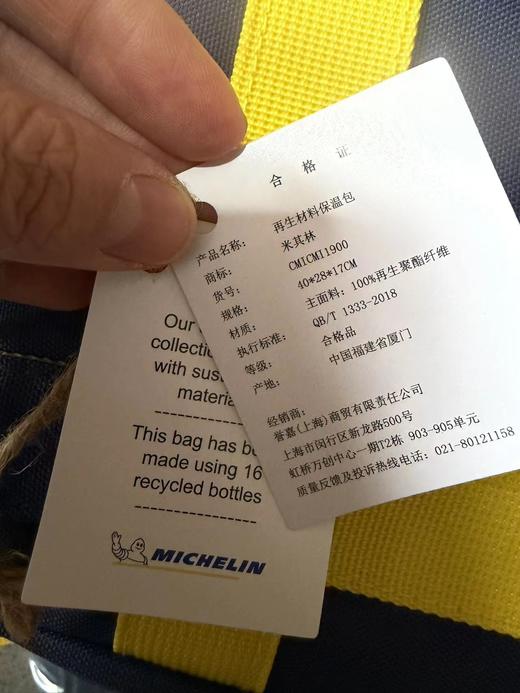 合格证
产品名称: 再生材料保温包
商标: 米其林
货号: CMICMI1900
规格: 40*28*17CM
材质: 主面料: 100%再生聚酯纤维
执行标准: QB/T 1333-2018
等级: 合格品
产地: 中国福建省厦门
经销商:
誉嘉(上海)商贸有限责任公司
上海市闵行区新龙路500号
虹桥万创中心一期T2栋 903-905单元
质量反馈及投诉热线电话: 021-80121158
Our
collection
with
material
This bag has
made using 16
recycled bottles
MICHELIN